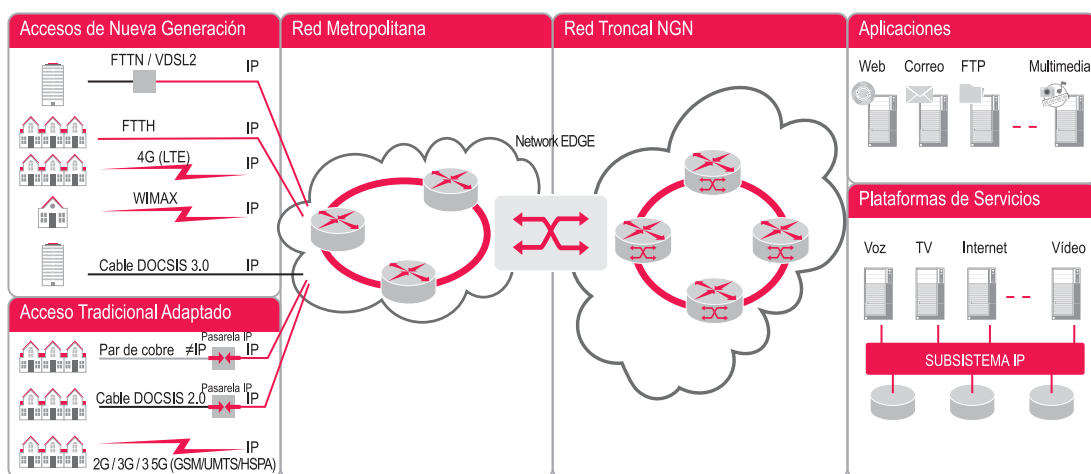 Accesos de Nueva Generación
FTTN / VDSL2
IP
FTTH
IP
4G (LTE)
IP
WIMAX
IP
Cable DOCSIS 3.0
IP
Acceso Tradicional Adaptado
Par de cobre
≠IP
Pasarela IP
IP
Cable DOCSIS 2.0
Pasarela IP
IP
IP
2G / 3G / 3 5G (GSM/UMTS/HSPA)
Red Metropolitana
Network EDGE
Red Troncal NGN
Aplicaciones
Web
Correo
FTP
Multimedia
Plataformas de Servicios
Voz
TV
Internet
Vídeo
SUBSISTEMA IP